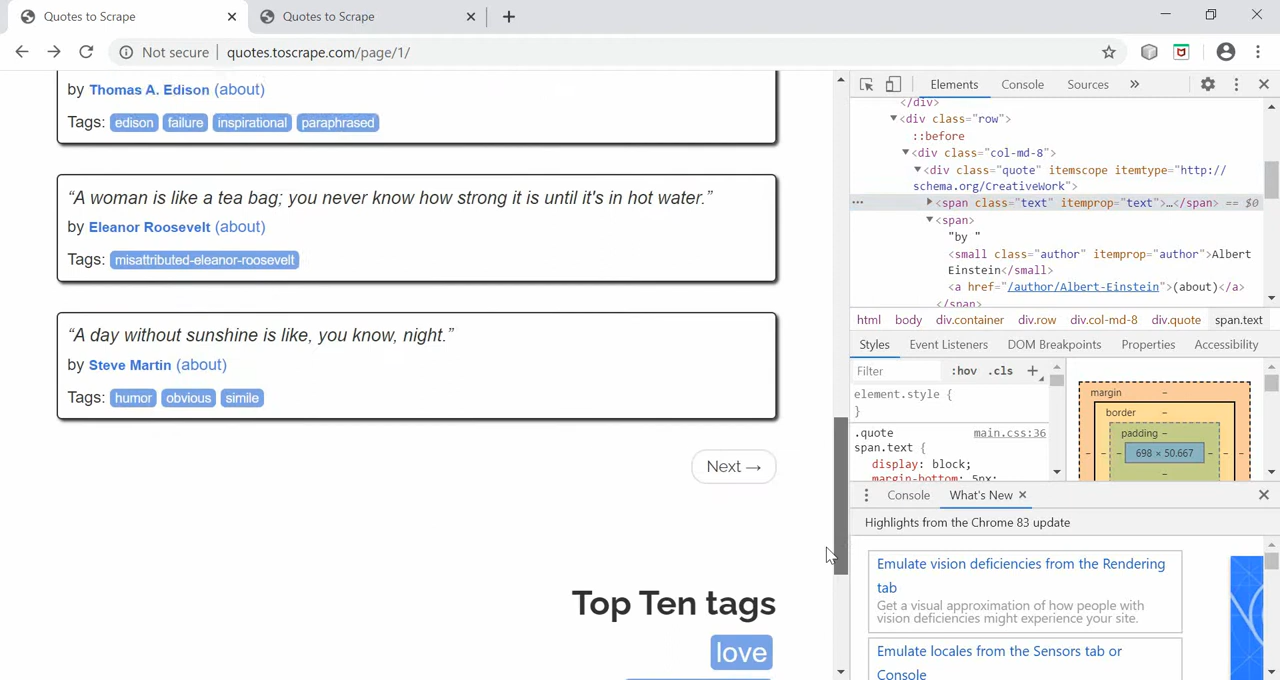 Quotes to Scrape
Quotes to Scrape
Not secure
quotes.toscrape.com/page/1/
by Thomas A. Edison (about)
Tags: edison failure inspirational paraphrased
“A woman is like a tea bag; you never know how strong it is until it's in hot water.”
by Eleanor Roosevelt (about)
Tags: misattributed-eleanor-roosevelt
“A day without sunshine is like, you know, night.”
by Steve Martin (about)
Tags: humor obvious simile
Next →
Top Ten tags
love
Elements Console Sources »
</div>
<div class="row">
::before
<div class="col-md-8">
<div class="quote" itemscope itemtype="http://
schema.org/CreativeWork">
<span class="text" itemprop="text">…</span> == $0
<span>
"by "
<small class="author" itemprop="author">Albert
Einstein</small>
<a href="/author/Albert-Einstein">(about)</a>
</span>
html body div.container div.row div.col-md-8 div.quote span.text
Styles Event Listeners DOM Breakpoints Properties Accessibility
Filter :hov .cls +
element.style {
}
.quote main.css:36
span.text {
display: block;
margin-bottom: 5px;
margin –
border –
padding –
– – – 698 × 50.667 – – –
–
Console What's New ×
Highlights from the Chrome 83 update
Emulate vision deficiencies from the Rendering
tab
Get a visual approximation of how people with
vision deficiencies might experience your site.
Emulate locales from the Sensors tab or
Console